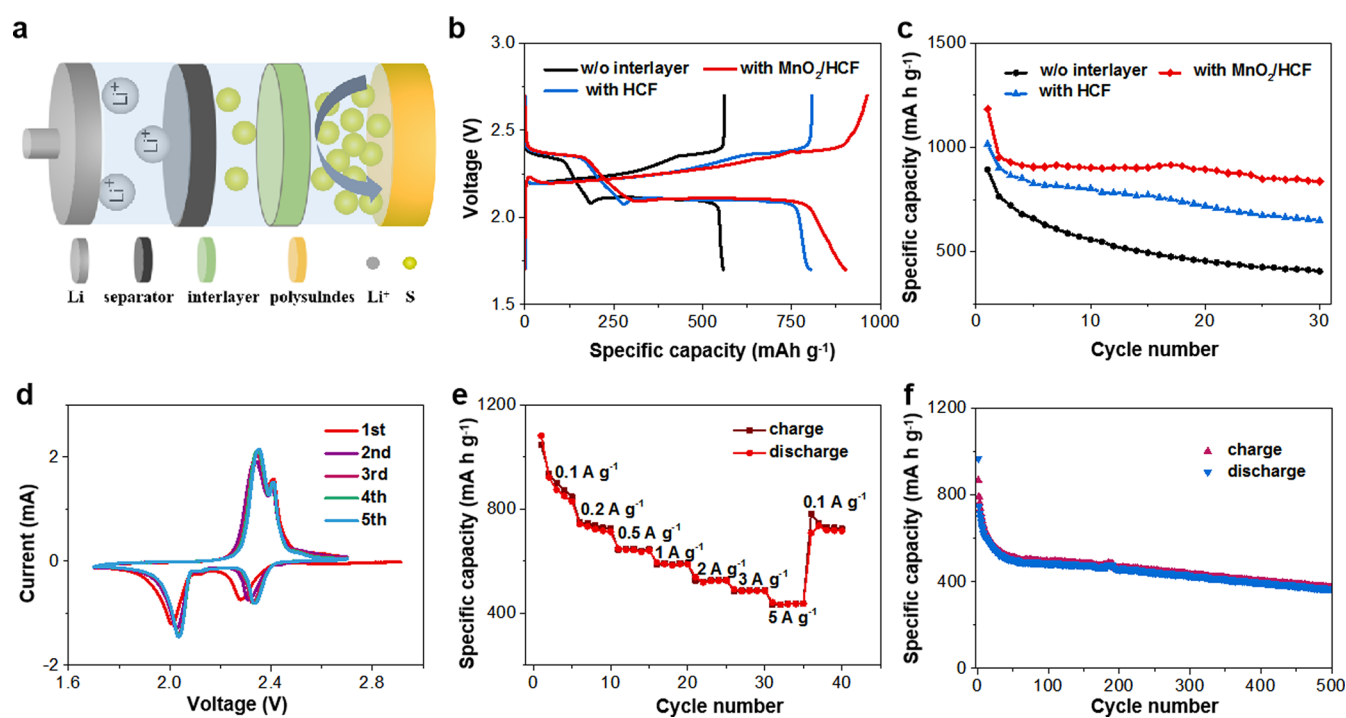 a
Li⁺
Li⁺
Li⁺
Li separator interlayer polysulndes Li⁺ S
b
3.0
2.5
2.0
1.5
Voltage (V)
w/o interlayer
with MnO₂/HCF
with HCF
0 250 500 750 1000
Specific capacity (mAh g⁻¹)
c
1500
1000
500
Specific capacity (mA h g⁻¹)
w/o interlayer
with MnO₂/HCF
with HCF
0 10 20 30
Cycle number
d
2
0
-2
Current (mA)
1st
2nd
3rd
4th
5th
1.6 2.0 2.4 2.8
Voltage (V)
e
1200
800
400
Specific capacity (mA h g⁻¹)
charge
discharge
0.1 A g⁻¹
0.2 A g⁻¹
0.5 A g⁻¹
1 A g⁻¹
2 A g⁻¹
3 A g⁻¹
5 A g⁻¹
0.1 A g⁻¹
0 10 20 30 40
Cycle number
f
1200
800
400
0
Specific capacity (mA h g⁻¹)
charge
discharge
0 100 200 300 400 500
Cycle number